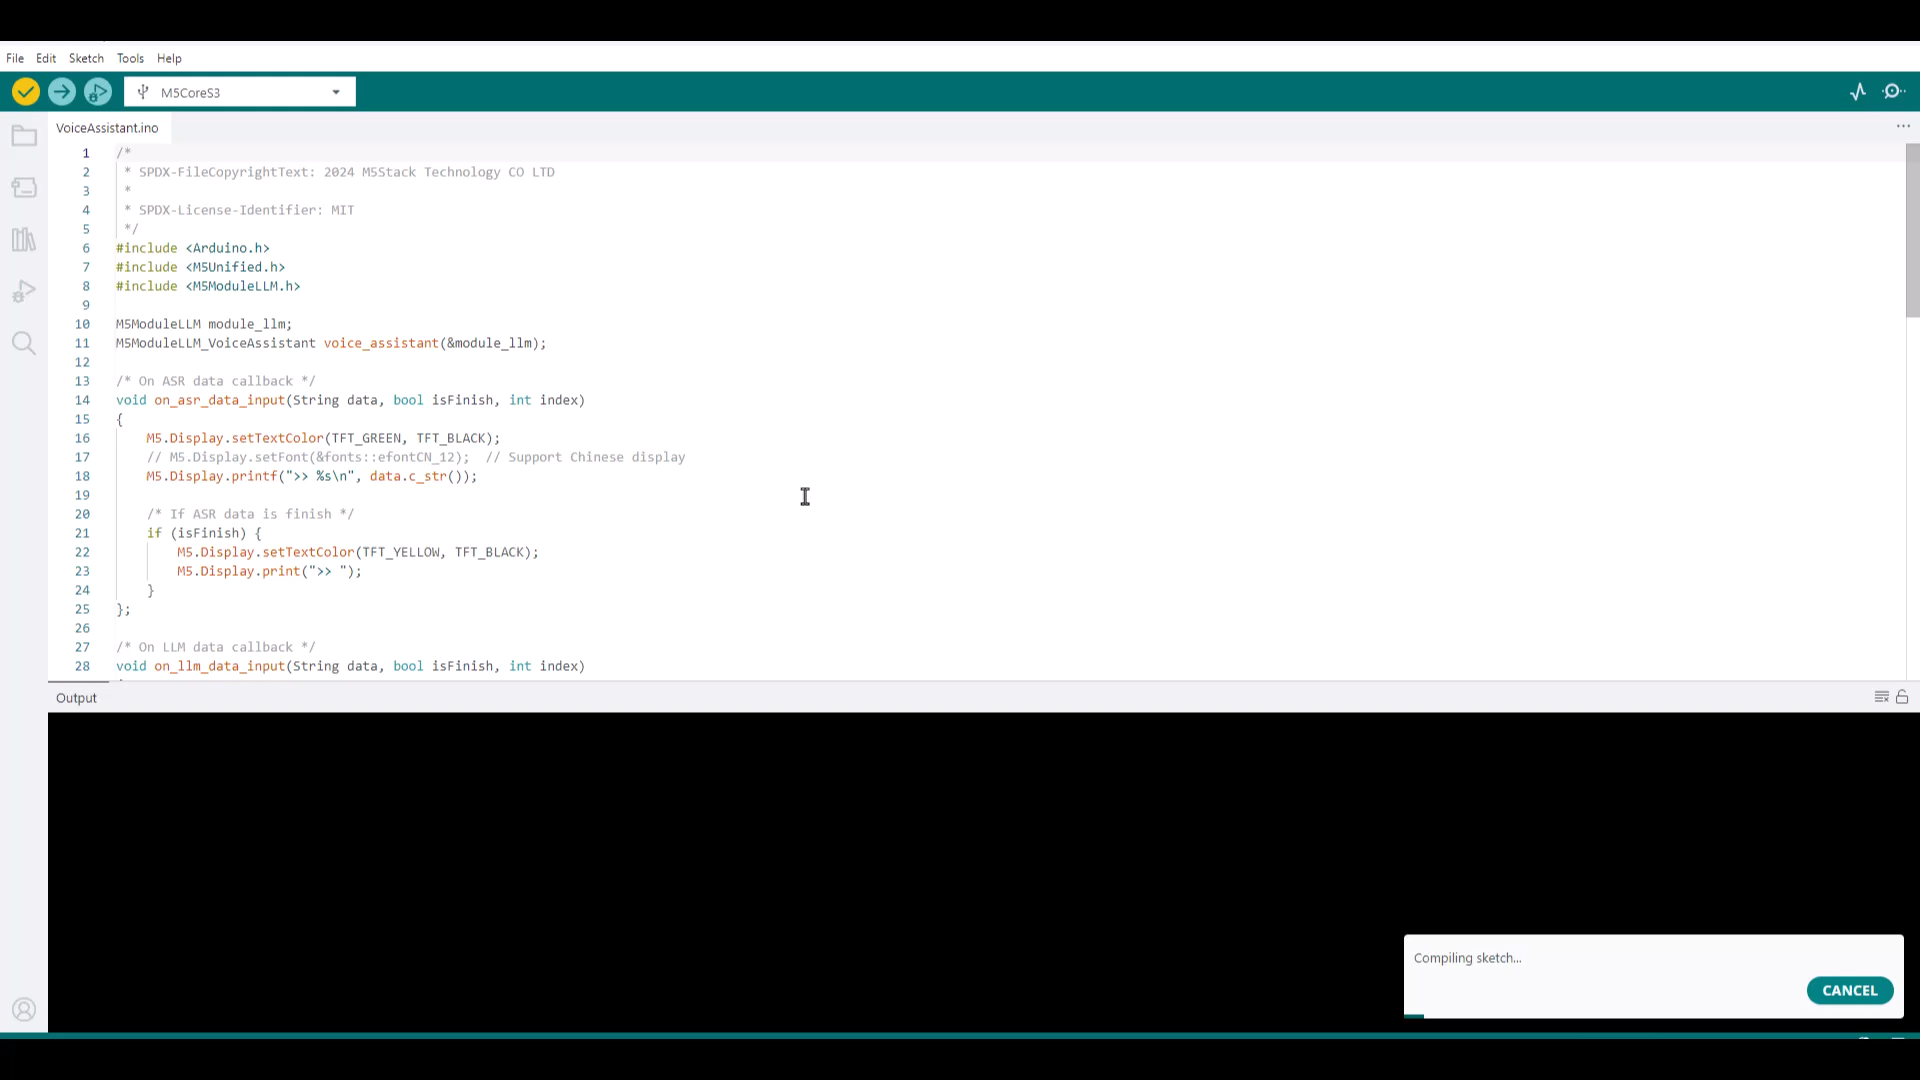 File Edit Sketch Tools Help
M5CoreS3
VoiceAssistant.ino
1 /*
2  * SPDX-FileCopyrightText: 2024 M5Stack Technology CO LTD
3  *
4  * SPDX-License-Identifier: MIT
5  */
6 #include <Arduino.h>
7 #include <M5Unified.h>
8 #include <M5ModuleLLM.h>
9
10 M5ModuleLLM module_llm;
11 M5ModuleLLM_VoiceAssistant voice_assistant(&module_llm);
12
13 /* On ASR data callback */
14 void on_asr_data_input(String data, bool isFinish, int index)
15 {
16     M5.Display.setTextColor(TFT_GREEN, TFT_BLACK);
17     // M5.Display.setFont(&fonts::efontCN_12);  // Support Chinese display
18     M5.Display.printf(">> %s\n", data.c_str());
19
20     /* If ASR data is finish */
21     if (isFinish) {
22         M5.Display.setTextColor(TFT_YELLOW, TFT_BLACK);
23         M5.Display.print(">> ");
24     }
25 };
26
27 /* On LLM data callback */
28 void on_llm_data_input(String data, bool isFinish, int index)
Output
Compiling sketch...
CANCEL